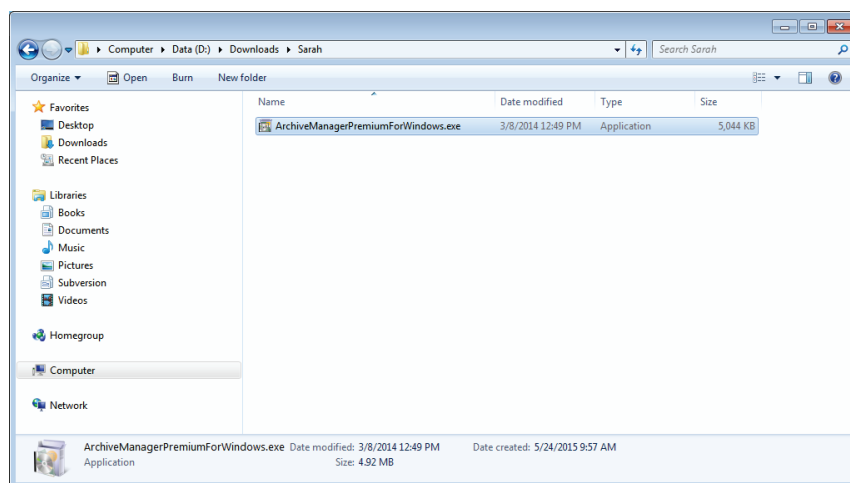 Computer Data (D:) Downloads Sarah Search Sarah
Organize Open Burn New folder
Name Date modified Type Size
ArchiveManagerPremiumForWindows.exe 3/8/2014 12:49 PM Application 5,044 KB
Favorites
Desktop
Downloads
Recent Places
Libraries
Books
Documents
Music
Pictures
Subversion
Videos
Homegroup
Computer
Network
ArchiveManagerPremiumForWindows.exe Date modified: 3/8/2014 12:49 PM Date created: 5/24/2015 9:57 AM
Application Size: 4.92 MB